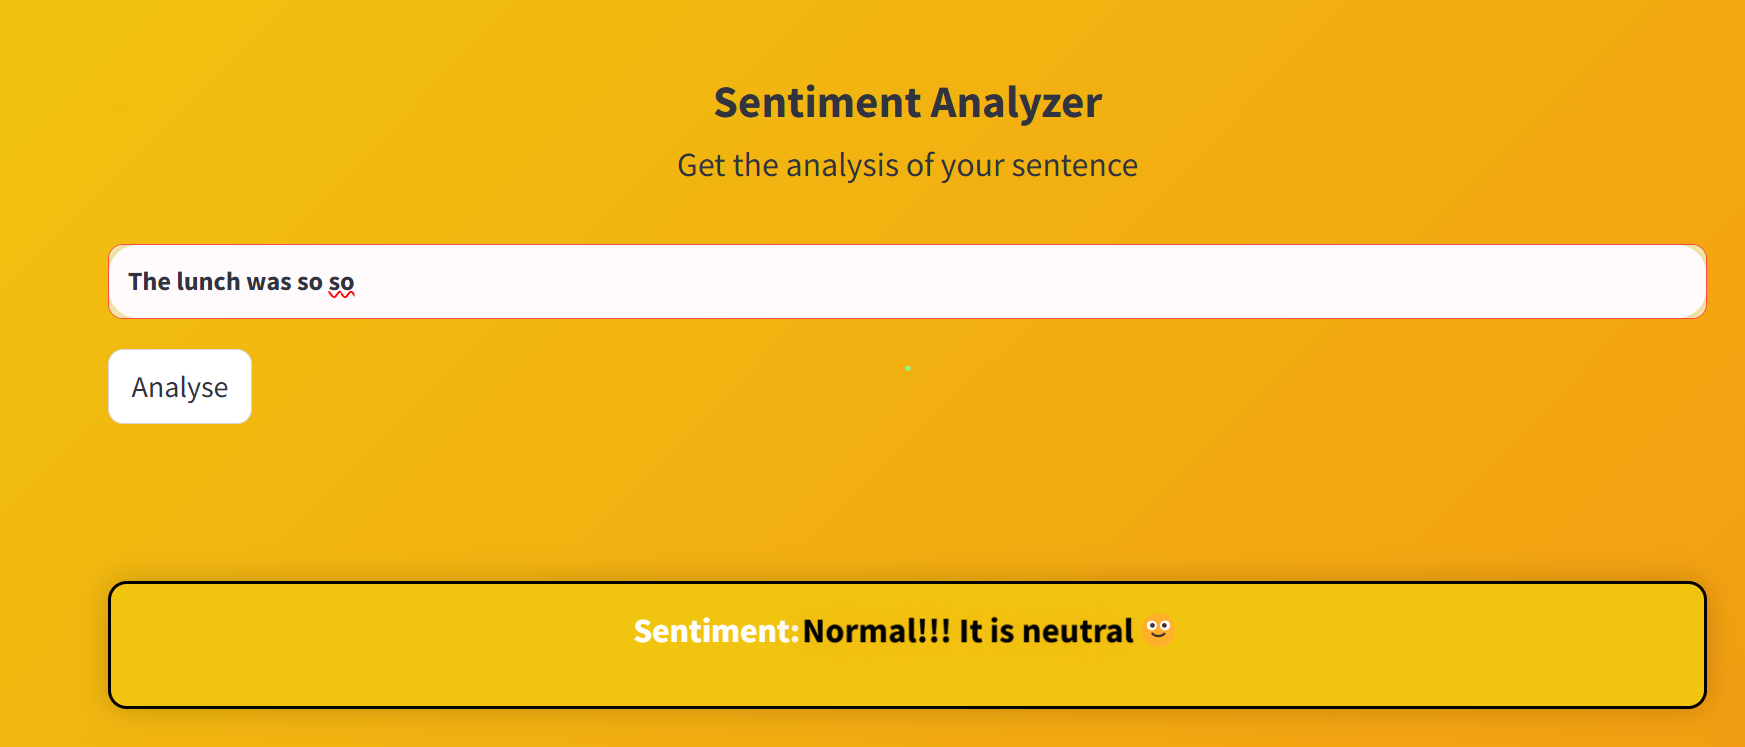 Sentiment Analyzer
Get the analysis of your sentence
The lunch was so so
Analyse
Sentiment: Normal!!! It is neutral